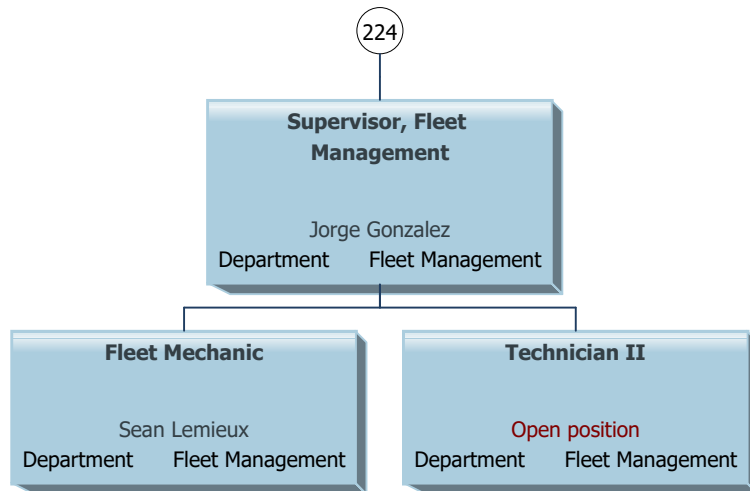 224
Supervisor, Fleet
Management
Jorge Gonzalez
Department Fleet Management
Fleet Mechanic
Sean Lemieux
Department Fleet Management
Technician II
Open position
Department Fleet Management